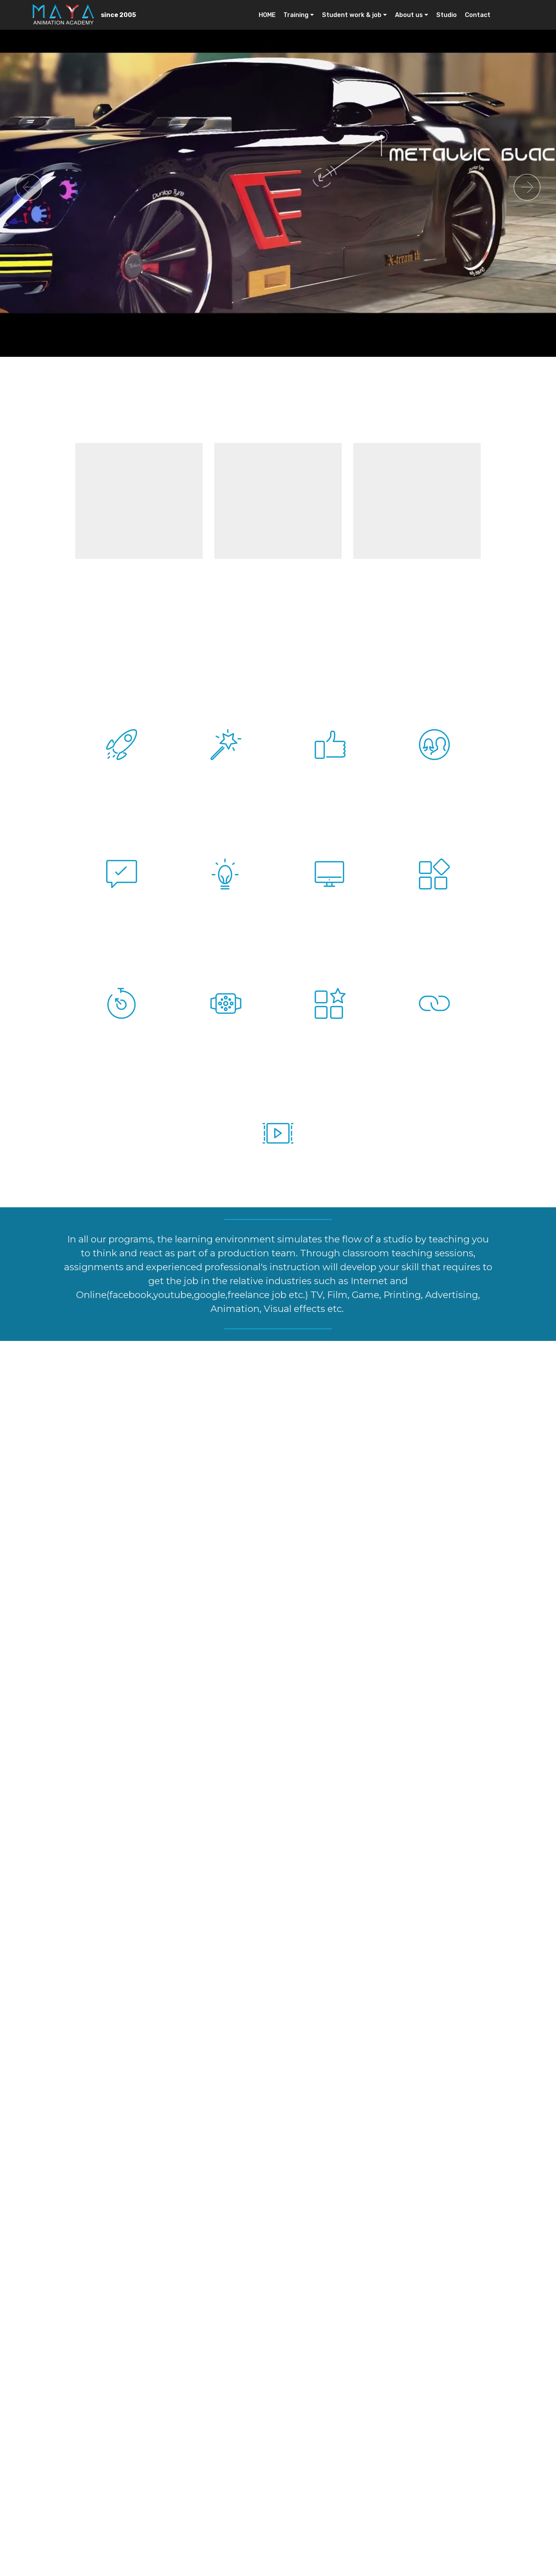 MAYA
ANIMATION ACADEMY
since 2005
HOME Training Student work & job About us Studio Contact
METALLIC BLAC
Dunlop Tyre
X-tream tk
In all our programs, the learning environment simulates the flow of a studio by teaching you
to think and react as part of a production team. Through classroom teaching sessions,
assignments and experienced professional's instruction will develop your skill that requires to
get the job in the relative industries such as Internet and
Online(facebook,youtube,google,freelance job etc.) TV, Film, Game, Printing, Advertising,
Animation, Visual effects etc.